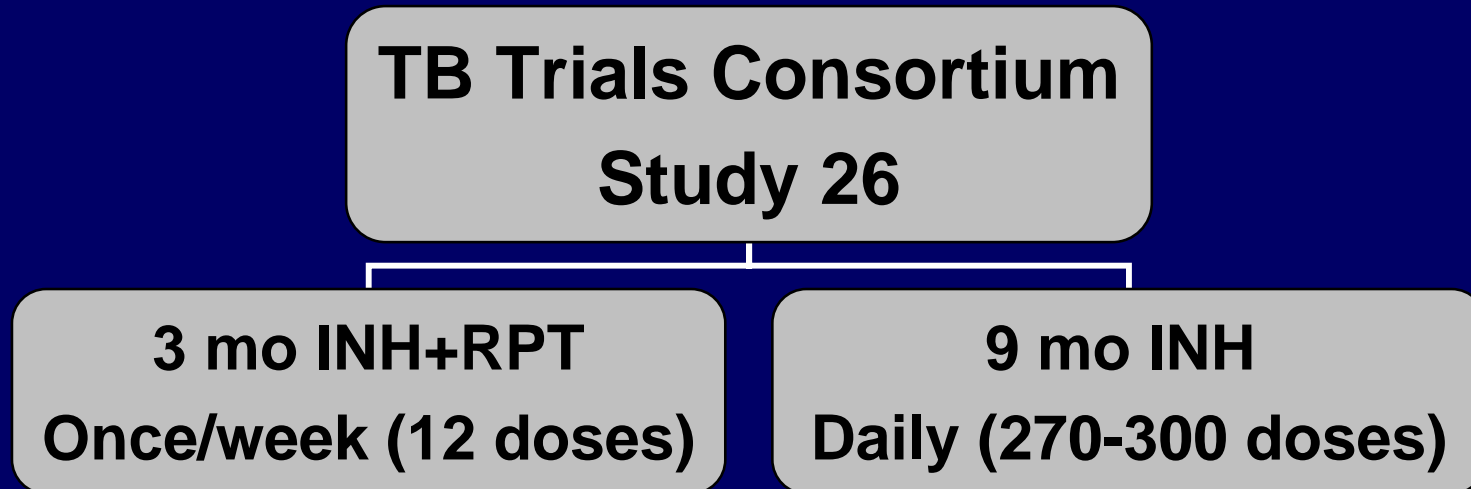 TB Trials Consortium
Study 26
3 mo INH+RPT
Once/week (12 doses)
9 mo INH
Daily (270-300 doses)